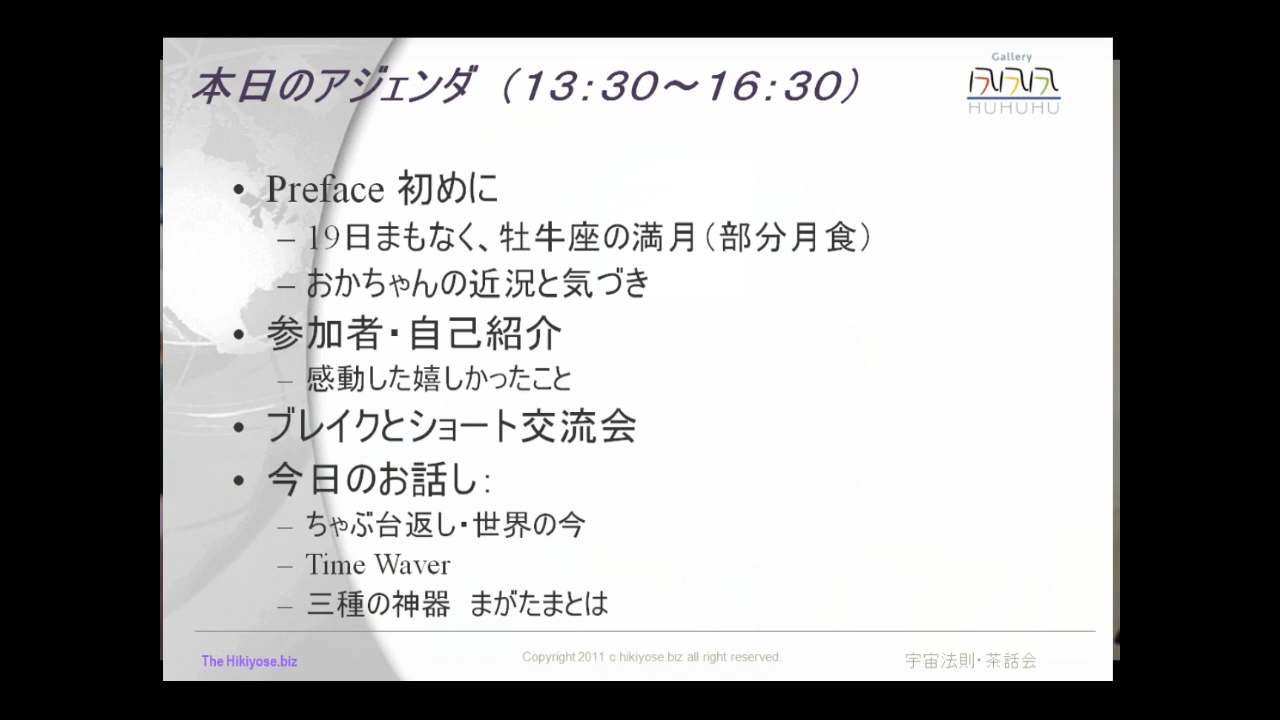 本日のアジェンダ （13：30～16：30）
Gallery
HUHUHU
• Preface 初めに
– 19日まもなく、牡牛座の満月（部分月食）
– おかちゃんの近況と気づき
• 参加者・自己紹介
– 感動した嬉しかったこと
• ブレイクとショート交流会
• 今日のお話し：
– ちゃぶ台返し・世界の今
– Time Waver
– 三種の神器　まがたまとは
The Hikiyose.biz
Copyright 2011 c hikiyose.biz all right reserved.
宇宙法則・茶話会